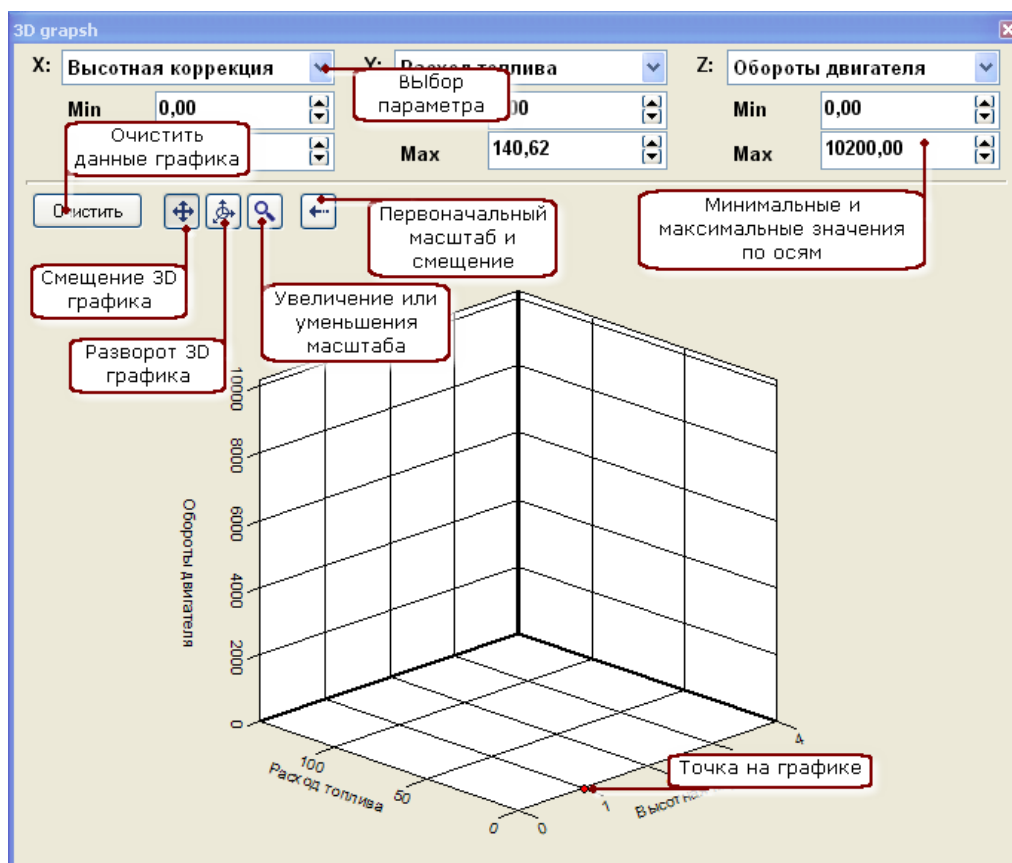 3D grapsh
X: Высотная коррекция Y: Расход топлива Z: Обороты двигателя
ВЫбор
параметра
Min 0,00 00 Min 0,00
Очистить
данные графика
Max 140,62 Max 10200,00
Очистить
Первоначальный
масштаб и
смещение
Минимальные и
максимальные значения
по осям
Смещение 3D
графика
Увеличение или
уменьшения
масштаба
Разворот 3D
графика
10000
8000
6000
4000
2000
0
Обороты двигателя
100
50
0
Расход топлива
0
1
4
Точка на графике